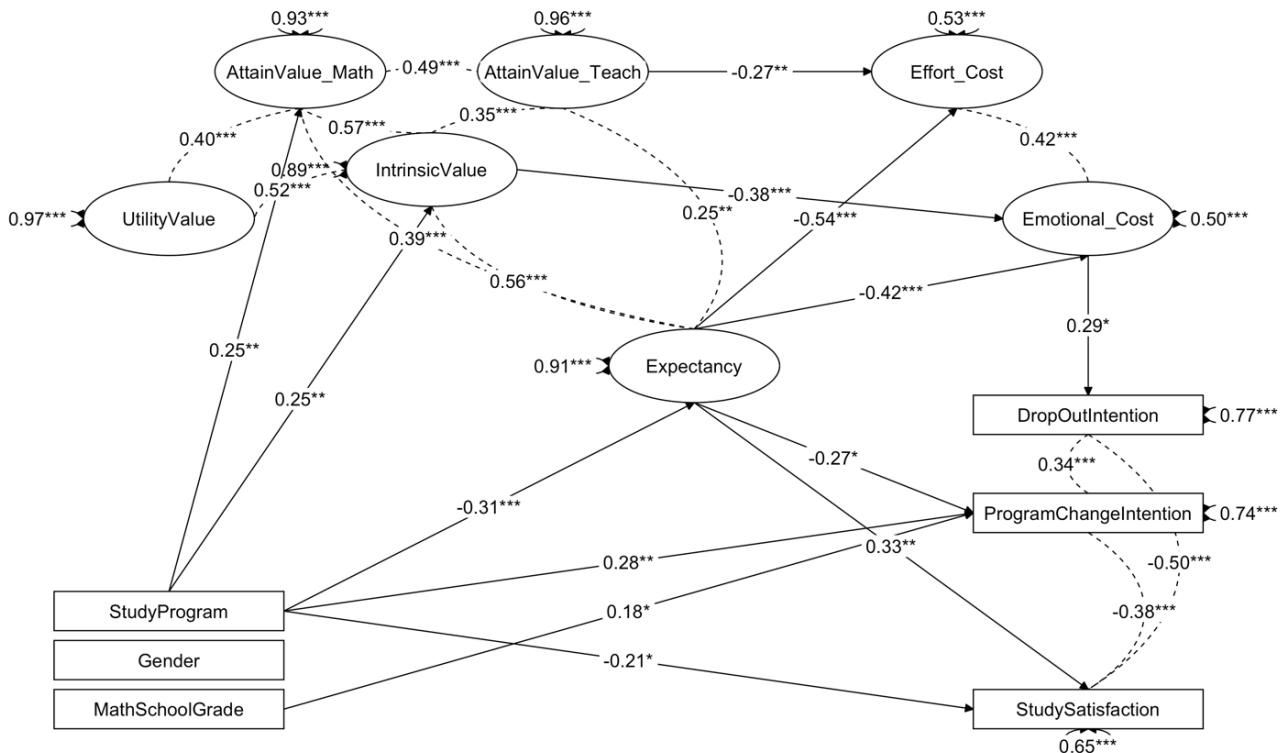 0.93***
0.96***
0.53***
AttainValue_Math
0.49***
AttainValue_Teach
-0.27**
Effort_Cost
0.40***
0.57***
0.35***
0.42***
0.89***
IntrinsicValue
0.52***
-0.38***
0.97***
UtilityValue
0.25**
-0.54***
Emotional_Cost
0.50***
0.39***
0.56***
-0.42***
0.29*
0.25**
0.91***
Expectancy
0.25**
DropOutIntention
0.77***
-0.27*
0.34***
-0.31***
ProgramChangeIntention
0.74***
0.33**
0.28**
-0.50***
StudyProgram
0.18*
-0.38***
Gender
-0.21*
MathSchoolGrade
StudySatisfaction
0.65***